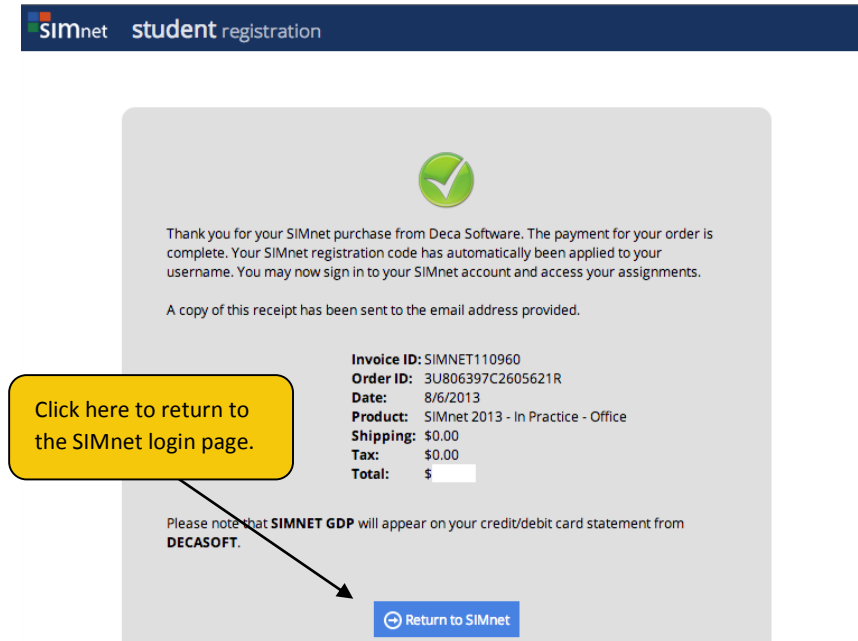 simnet student registration
Thank you for your SIMnet purchase from Deca Software. The payment for your order is
complete. Your SIMnet registration code has automatically been applied to your
username. You may now sign in to your SIMnet account and access your assignments.
A copy of this receipt has been sent to the email address provided.
Invoice ID: SIMNET110960
Order ID: 3U806397C2605621R
Date: 8/6/2013
Product: SIMnet 2013 - In Practice - Office
Shipping: $0.00
Tax: $0.00
Total: $
Click here to return to
the SIMnet login page.
Please note that SIMNET GDP will appear on your credit/debit card statement from
DECASOFT.
Return to SIMnet